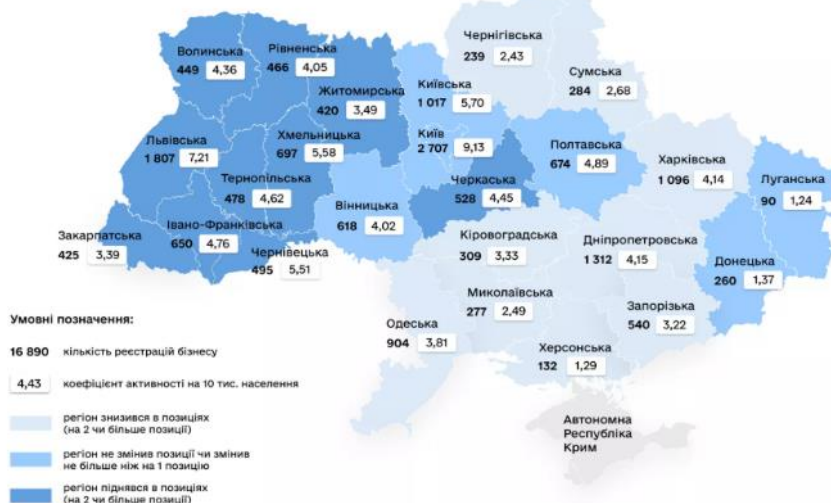 Чернігівська
239 2,43
Волинська
449 4,36
Рівненська
466 4,05
Сумська
284 2,68
Житомирська
420 3,49
Київська
1 017 5,70
Львівська
1 807 7,21
Хмельницька
697 5,58
Київ
2 707 9,13
Полтавська
674 4,89
Харківська
1 096 4,14
Луганська
90 1,24
Тернопільська
478 4,62
Черкаська
528 4,45
Вінницька
618 4,02
Закарпатська
425 3,39
Івано-Франківська
650 4,76
Чернівецька
495 5,51
Кіровоградська
309 3,33
Дніпропетровська
1 312 4,15
Донецька
260 1,37
Миколаївська
277 2,49
Запорізька
540 3,22
Одеська
904 3,81
Херсонська
132 1,29
Автономна
Республіка
Крим
Умовні позначення:
16 890 кількість реєстрацій бізнесу
4,43 коефіцієнт активності на 10 тис. населення
регіон знизився в позиціях
(на 2 чи більше позиції)
регіон не змінив позиції чи змінив
не більше ніж на 1 позицію
регіон піднявся в позиціях
(на 2 чи більше позиції)